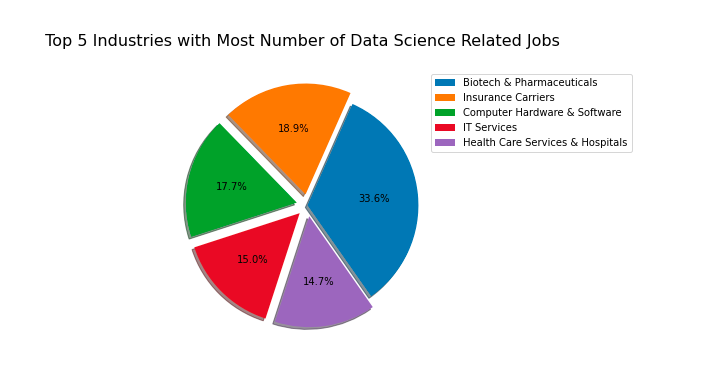 Top 5 Industries with Most Number of Data Science Related Jobs
Biotech & Pharmaceuticals
Insurance Carriers
Computer Hardware & Software
IT Services
Health Care Services & Hospitals
18.9%
33.6%
17.7%
15.0%
14.7%